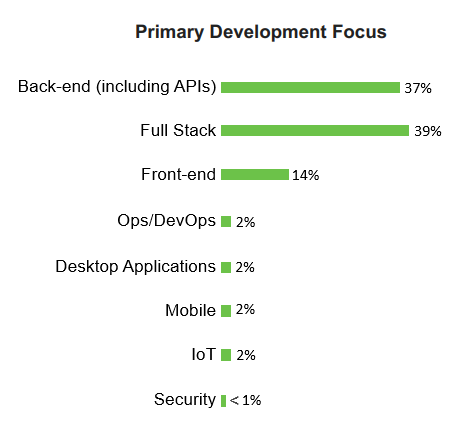 Primary Development Focus
Back-end (including APIs) 37%
Full Stack 39%
Front-end 14%
Ops/DevOps 2%
Desktop Applications 2%
Mobile 2%
IoT 2%
Security < 1%